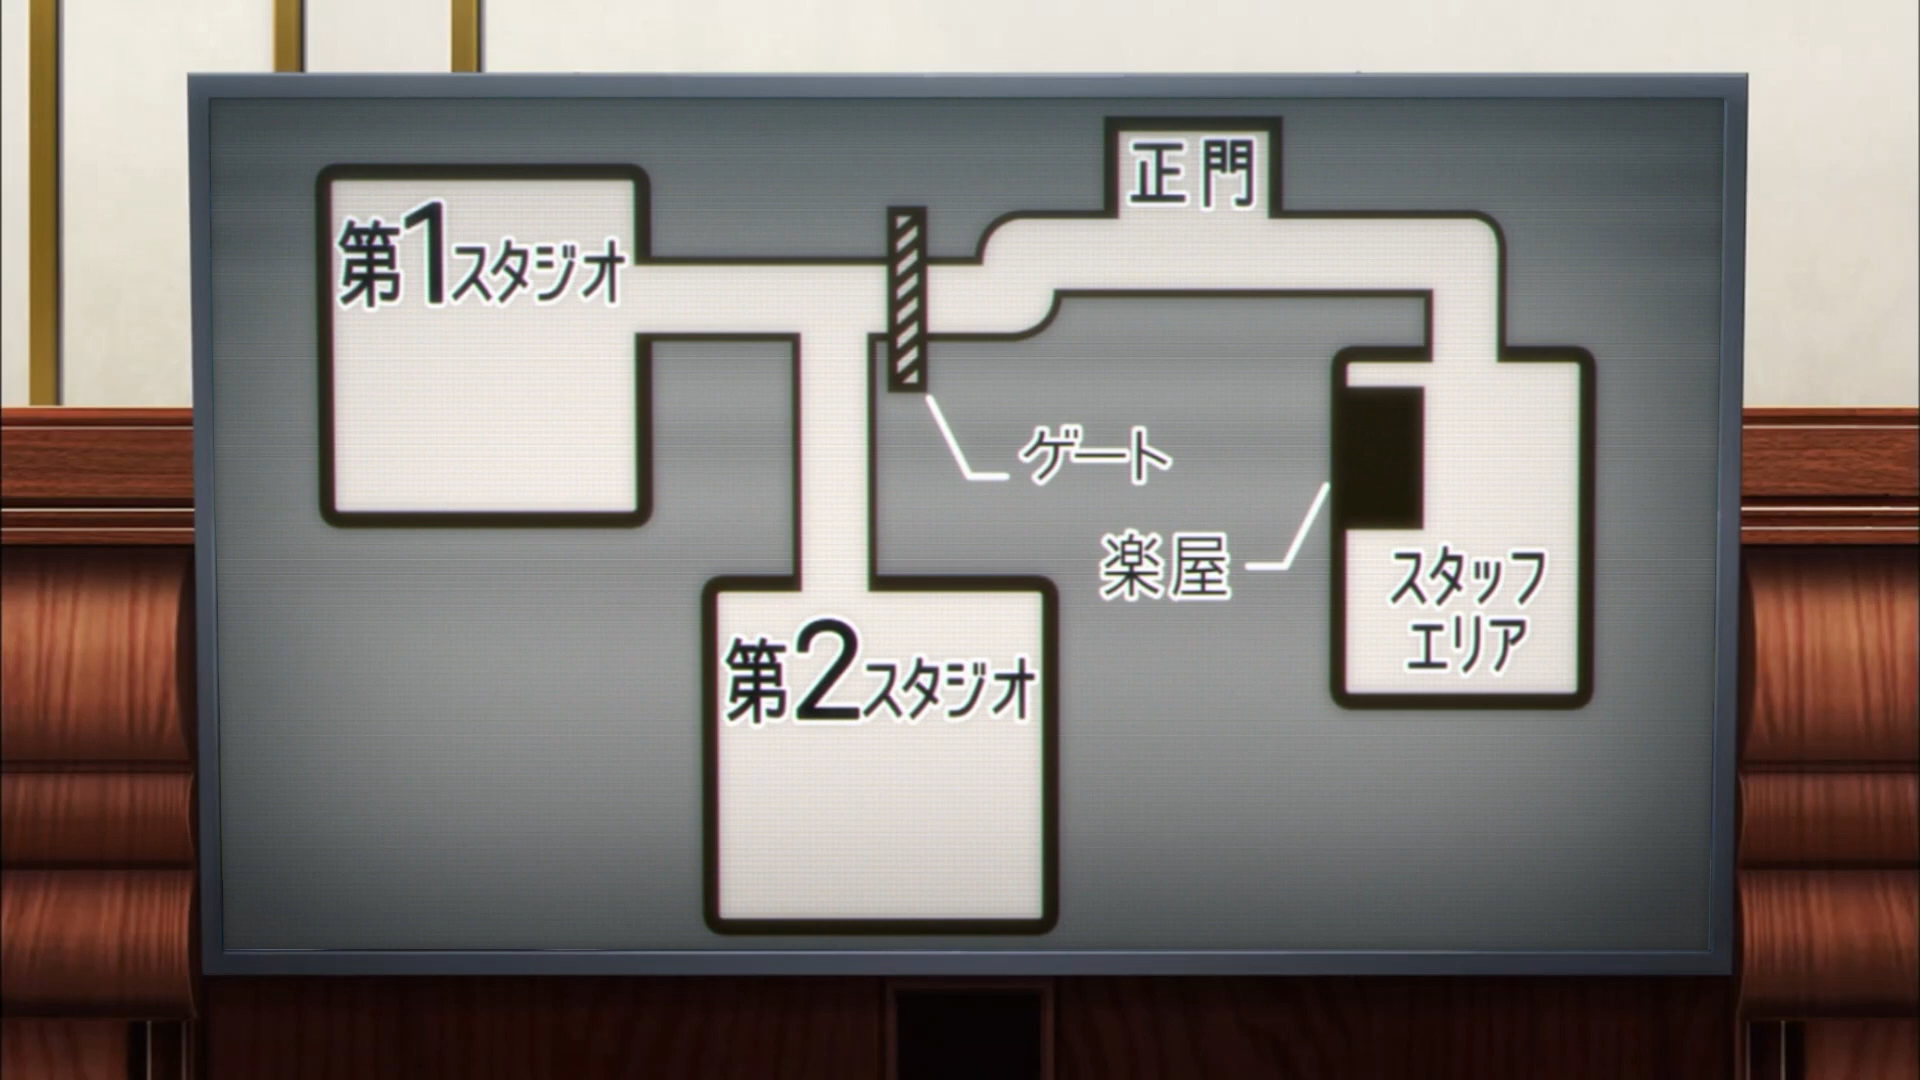 正門
第1スタジオ
ゲート
楽屋
スタッフ
エリア
第2スタジオ